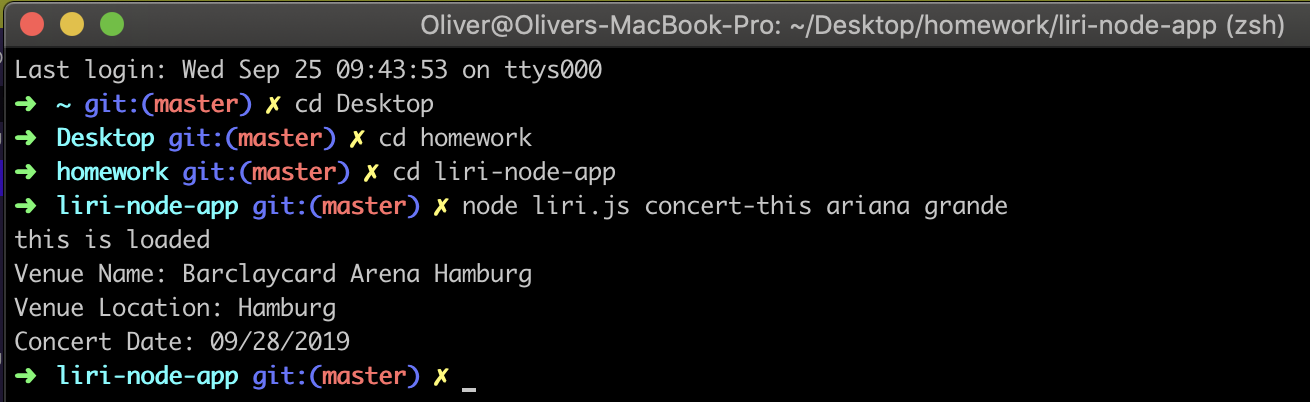 Oliver@Olivers-MacBook-Pro: ~/Desktop/homework/liri-node-app (zsh)
Last login: Wed Sep 25 09:43:53 on ttys000
➜ ~ git:(master) ✗ cd Desktop
➜ Desktop git:(master) ✗ cd homework
➜ homework git:(master) ✗ cd liri-node-app
➜ liri-node-app git:(master) ✗ node liri.js concert-this ariana grande
this is loaded
Venue Name: Barclaycard Arena Hamburg
Venue Location: Hamburg
Concert Date: 09/28/2019
➜ liri-node-app git:(master) ✗ _